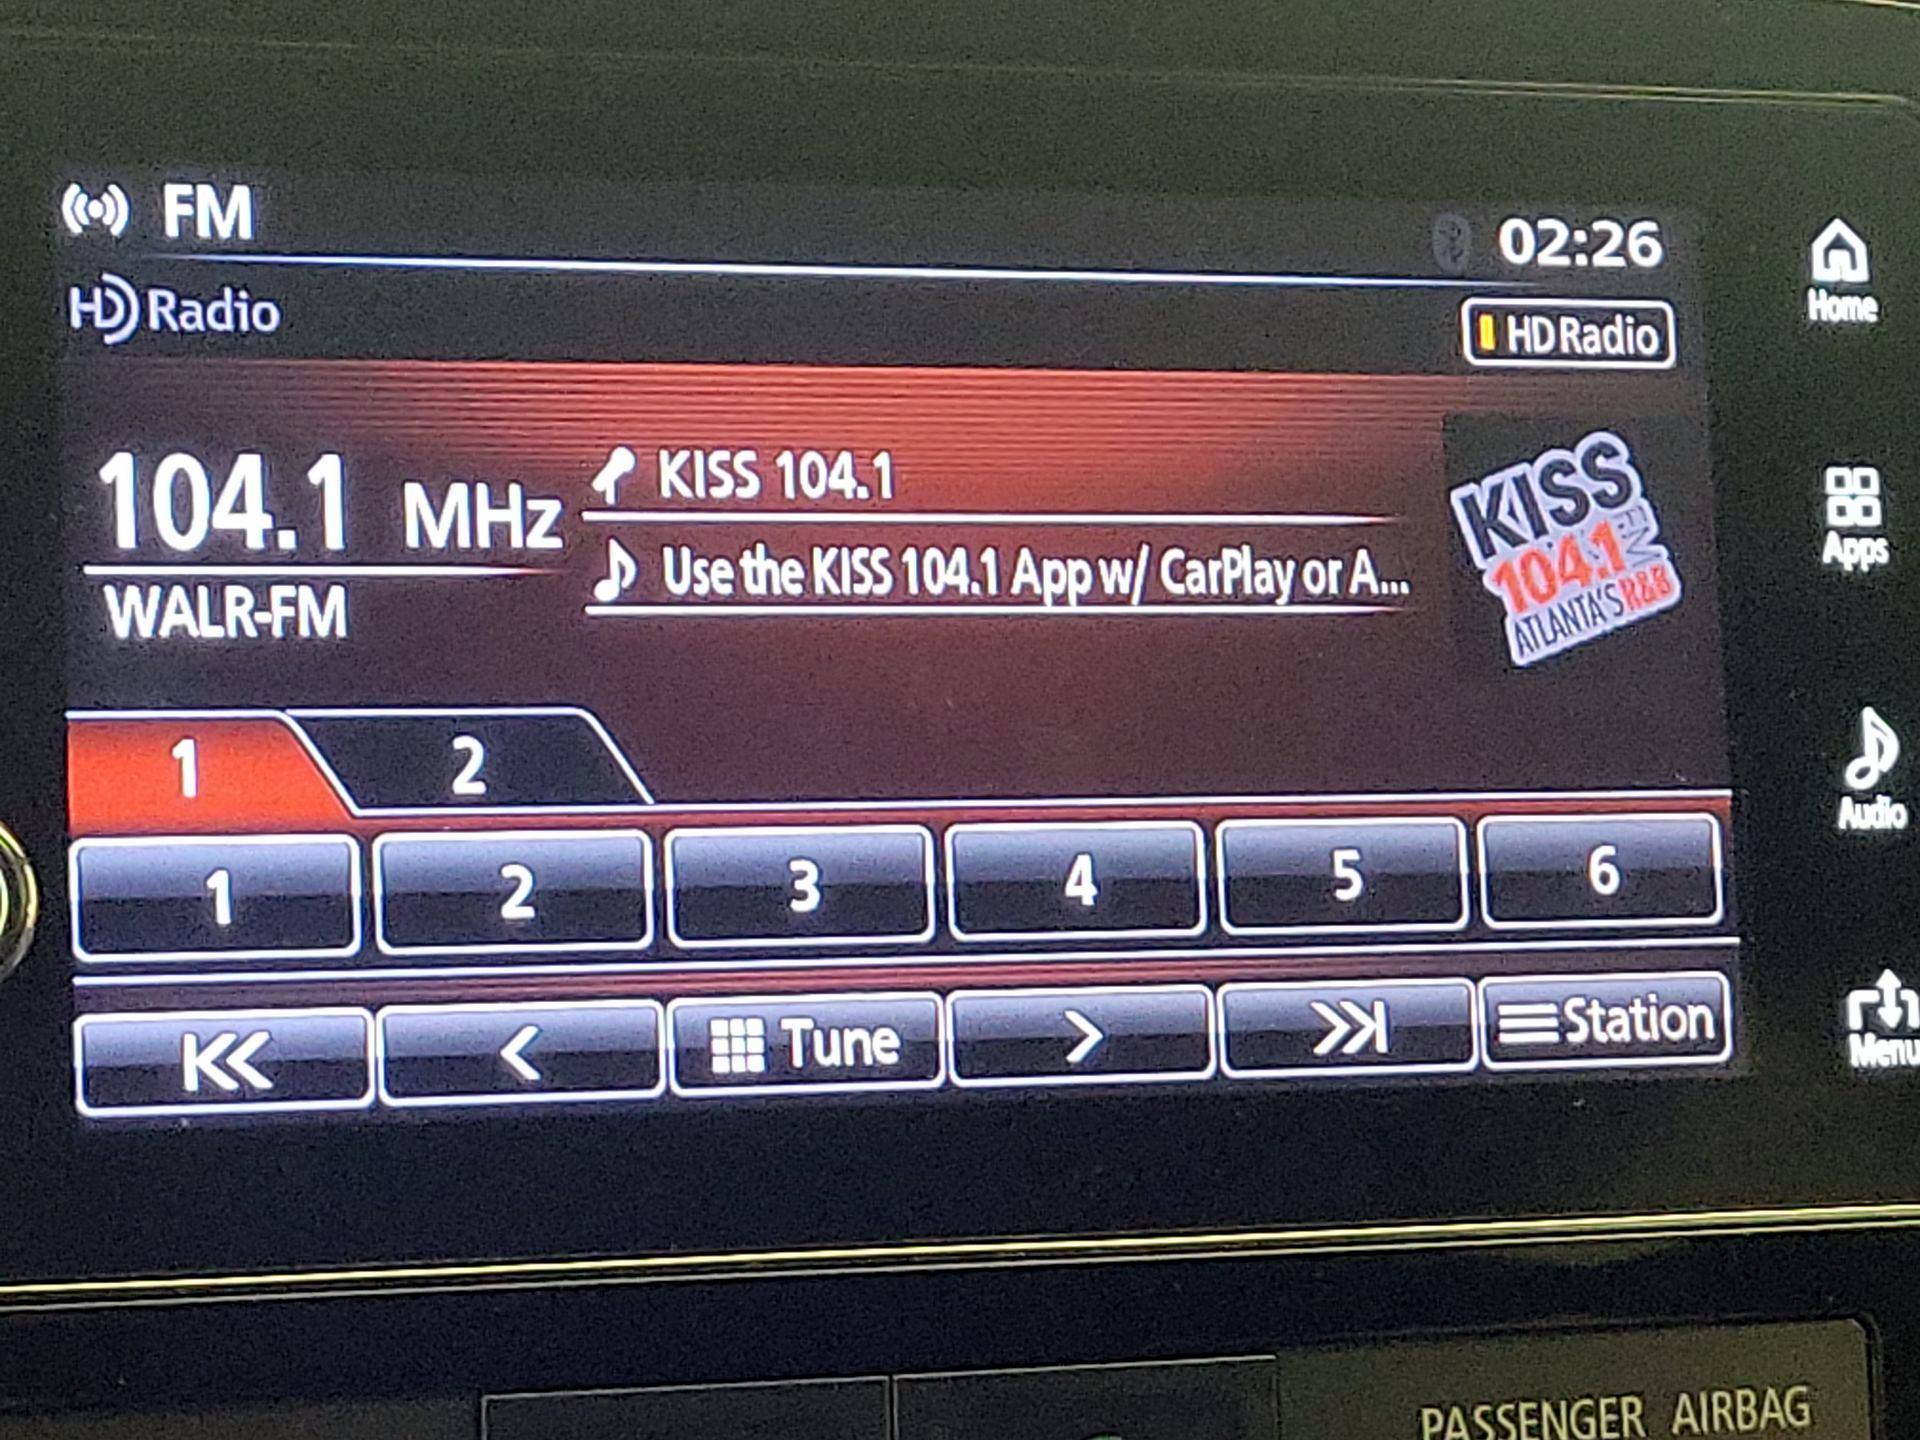 FM
02:26
HD Radio
HD Radio
Home
104.1 MHz
KISS 104.1
Use the KISS 104.1 App w/ CarPlay or A...
WALR-FM
KISS
104.1 FM
ATLANTA'S R&B
Apps
1 2
Audio
1 2 3 4 5 6
Tune
Station
Menu
PASSENGER AIRBAG